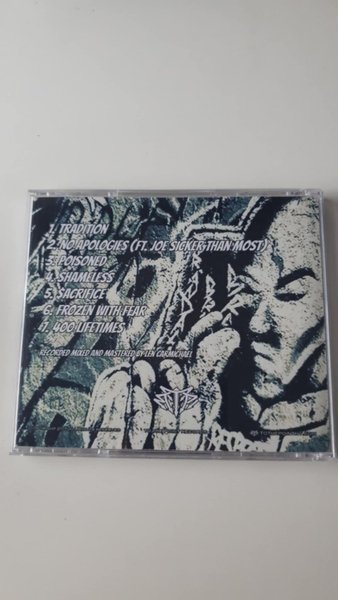 1. TRADITION
2. NO APOLOGIES (FT. JOE SICKER THAN MOST)
3. POISONED
4. SHAMELESS
5. SACRIFICE
6. FROZEN WITH FEAR
7. 400 LIFETIMES
RECORDED MIXED AND MASTERED BY LEN CARMICHAEL